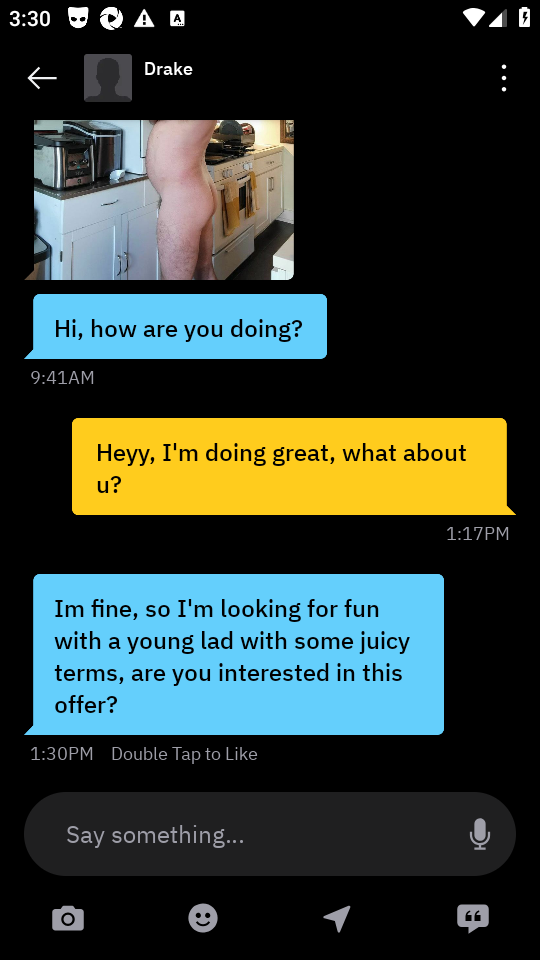 3:30
A
Drake
Hi, how are you doing?
9:41AM
Heyy, I'm doing great, what about
u?
1:17PM
Im fine, so I'm looking for fun
with a young lad with some juicy
terms, are you interested in this
offer?
1:30PM Double Tap to Like
Say something...